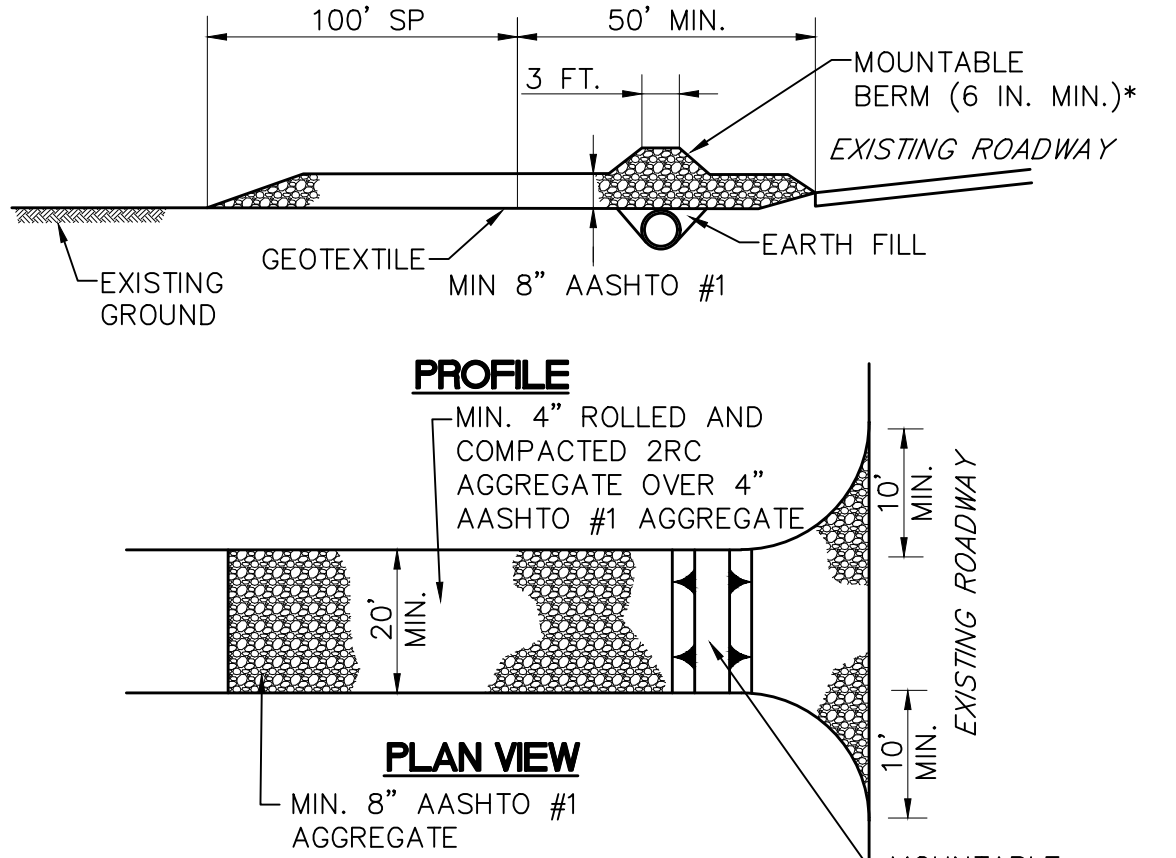 100' SP
50' MIN.
3 FT.
MOUNTABLE
BERM (6 IN. MIN.)*
EXISTING ROADWAY
GEOTEXTILE
EARTH FILL
MIN 8” AASHTO #1
EXISTING
GROUND
PROFILE
MIN. 4” ROLLED AND
COMPACTED 2RC
AGGREGATE OVER 4”
AASHTO #1 AGGREGATE
10'
MIN.
EXISTING ROADWAY
20'
MIN.
10'
MIN.
PLAN VIEW
MIN. 8” AASHTO #1
AGGREGATE
MOUNTABLE